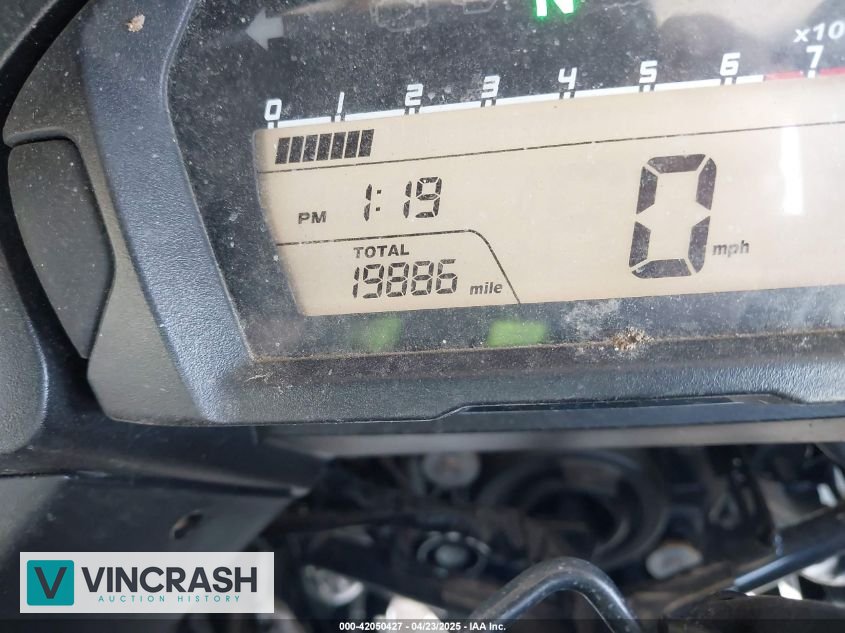 N
x10
0 1 2 3 4 5 6 7
PM 1:19
0 mph
TOTAL
19886 mile
V VINCRASH
AUCTION HISTORY
000-42050427 - 04/23/2025 - IAA Inc.